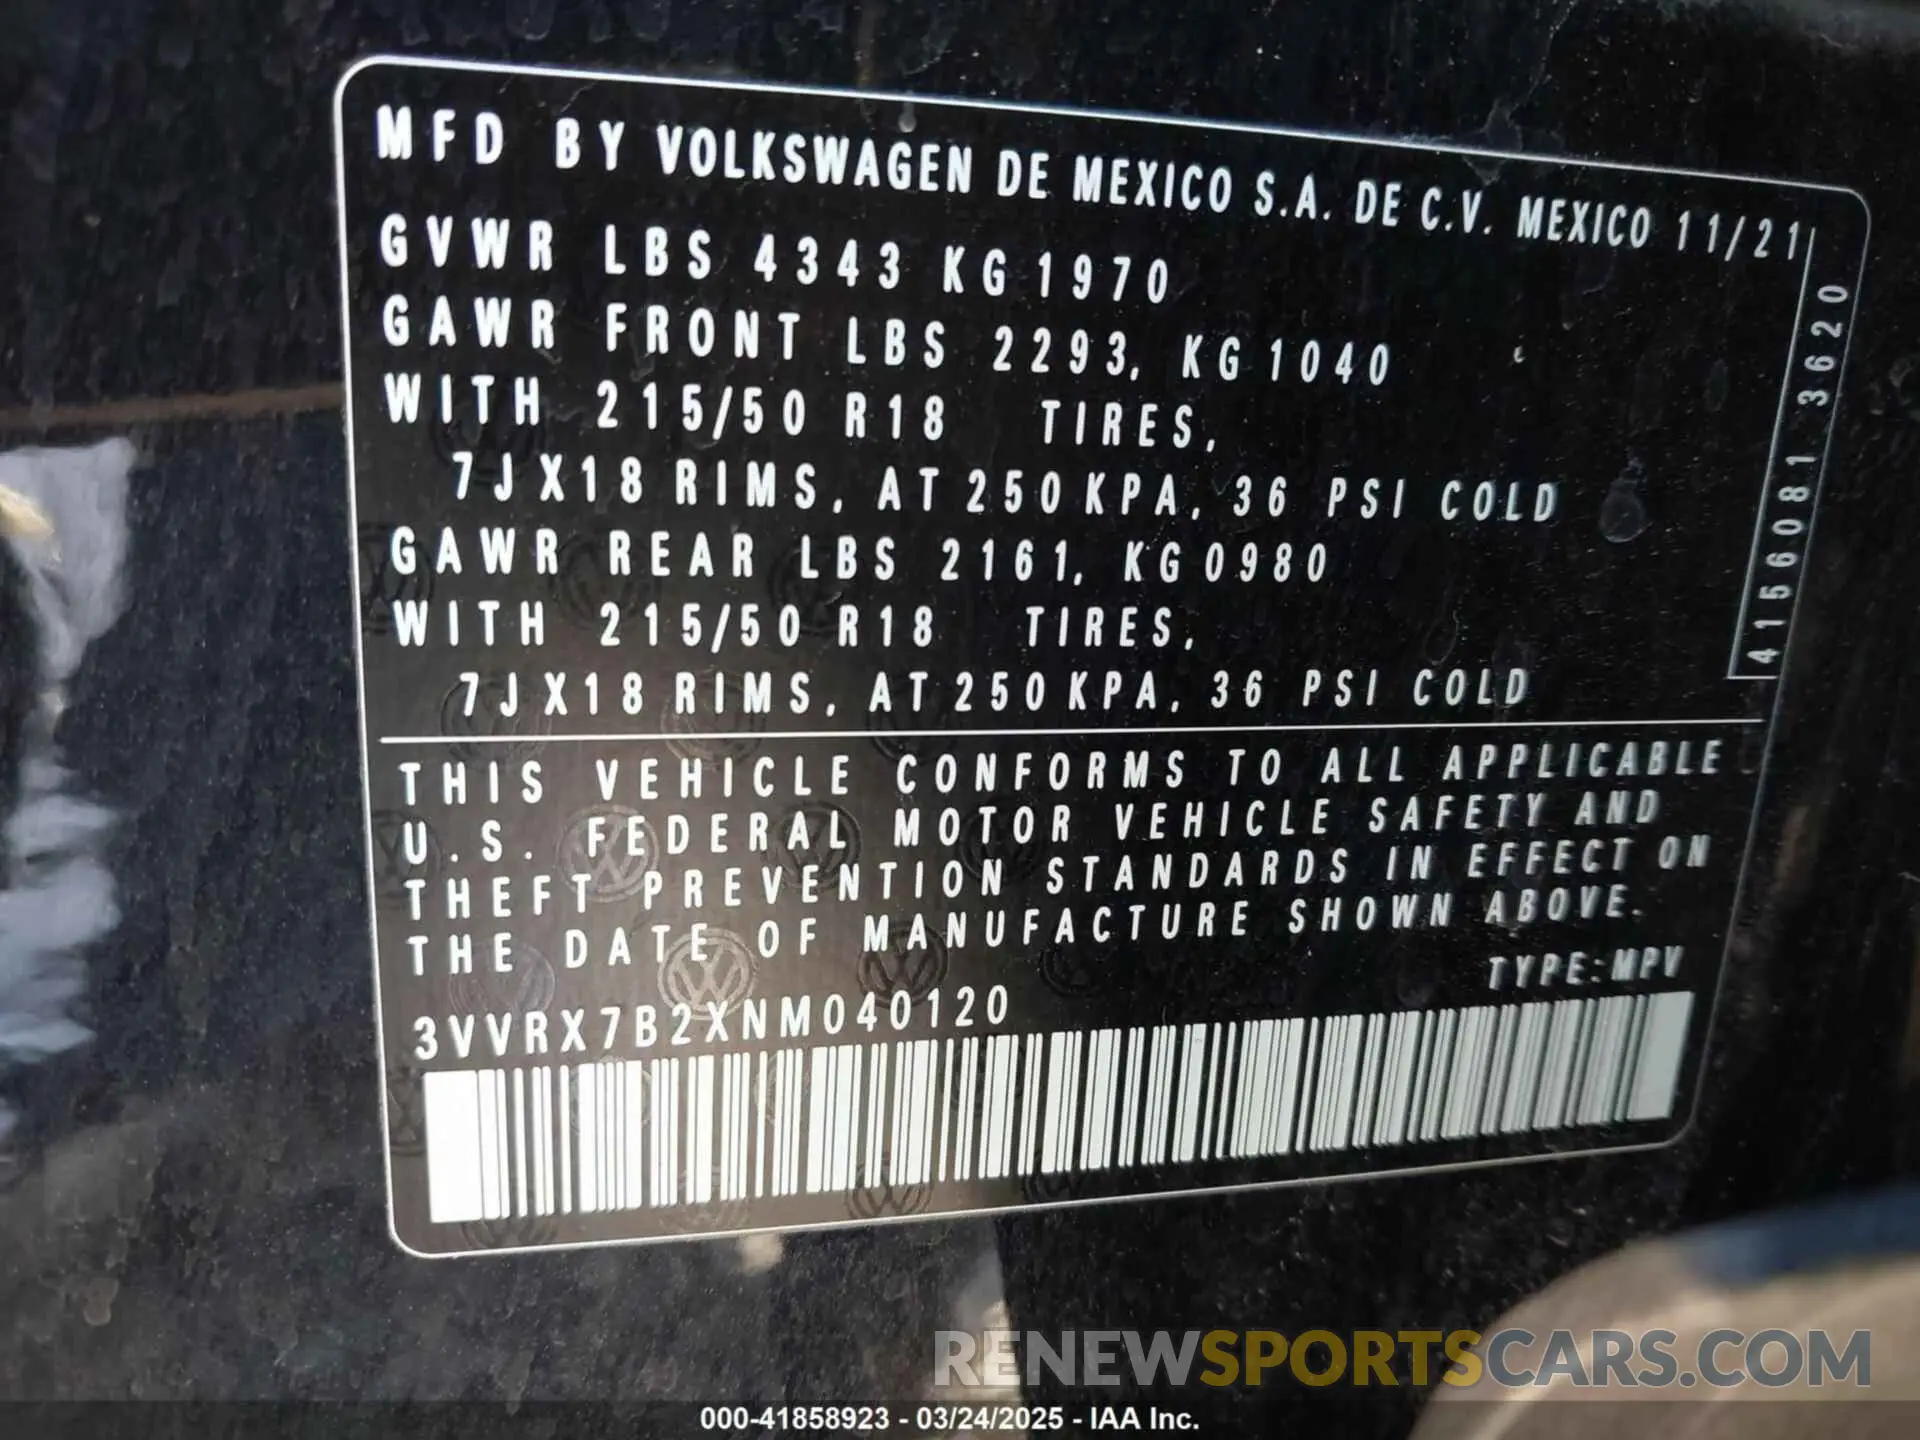 MFD BY VOLKSWAGEN DE MEXICO S.A. DE C.V. MEXICO 11/21
GVWR LBS 4343 KG 1970
GAWR FRONT LBS 2293, KG 1040
WITH 215/50 R18 TIRES,
7JX18 RIMS, AT 250 KPA, 36 PSI COLD
GAWR REAR LBS 2161, KG 0980
WITH 215/50 R18 TIRES,
7JX18 RIMS, AT 250 KPA, 36 PSI COLD
4156081 3620
THIS VEHICLE CONFORMS TO ALL APPLICABLE
U.S. FEDERAL MOTOR VEHICLE SAFETY AND
THEFT PREVENTION STANDARDS IN EFFECT ON
THE DATE OF MANUFACTURE SHOWN ABOVE.
TYPE:MPV
3VVRX7B2XNM040120
RENEWSPORTSCARS.COM
000-41858923 - 03/24/2025 - IAA Inc.